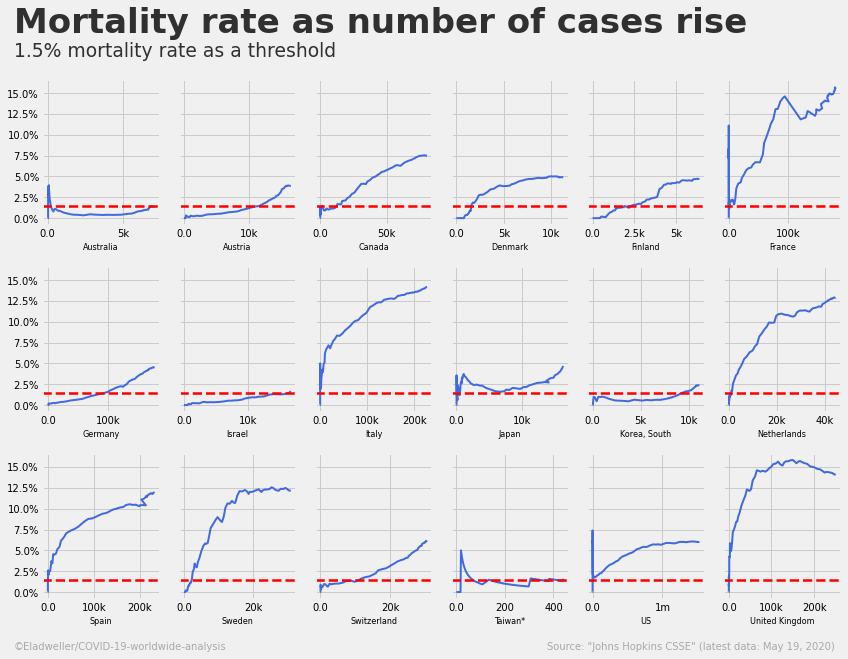 Mortality rate as number of cases rise
1.5% mortality rate as a threshold
15.0%
12.5%
10.0%
7.5%
5.0%
2.5%
0.0%
0.0 5k
0.0 10k
0.0 50k
0.0 5k 10k
0.0 2.5k 5k
0.0 100k
Australia
Austria
Canada
Denmark
Finland
France
15.0%
12.5%
10.0%
7.5%
5.0%
2.5%
0.0%
0.0 100k
0.0 10k
0.0 100k 200k
0.0 10k
0.0 5k 10k
0.0 20k 40k
Germany
Israel
Italy
Japan
Korea, South
Netherlands
15.0%
12.5%
10.0%
7.5%
5.0%
2.5%
0.0%
0.0 100k 200k
0.0 20k
0.0 20k
0.0 200 400
0.0 1m
0.0 100k 200k
Spain
Sweden
Switzerland
Taiwan*
US
United Kingdom
©Eladweller/COVID-19-worldwide-analysis
Source: "Johns Hopkins CSSE" (latest data: May 19, 2020)